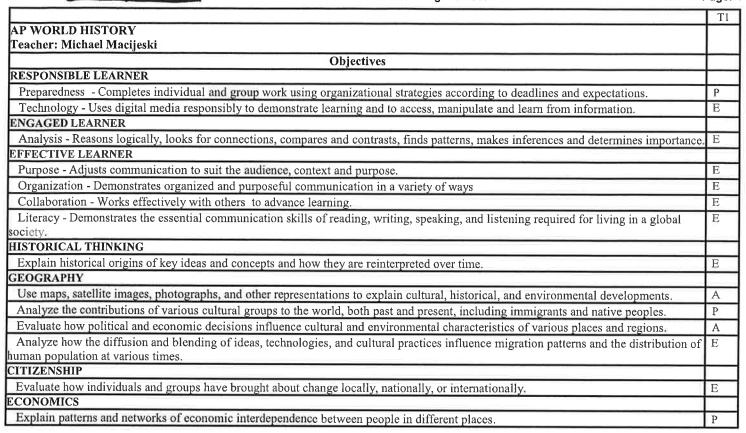 T1
AP WORLD HISTORY
Teacher: Michael Macijeski
Objectives
RESPONSIBLE LEARNER
Preparedness - Completes individual and group work using organizational strategies according to deadlines and expectations. P
Technology - Uses digital media responsibly to demonstrate learning and to access, manipulate and learn from information. E
ENGAGED LEARNER
Analysis - Reasons logically, looks for connections, compares and contrasts, finds patterns, makes inferences and determines importance. E
EFFECTIVE LEARNER
Purpose - Adjusts communication to suit the audience, context and purpose. E
Organization - Demonstrates organized and purposeful communication in a variety of ways E
Collaboration - Works effectively with others to advance learning. E
Literacy - Demonstrates the essential communication skills of reading, writing, speaking, and listening required for living in a global E
society.
HISTORICAL THINKING
Explain historical origins of key ideas and concepts and how they are reinterpreted over time. E
GEOGRAPHY
Use maps, satellite images, photographs, and other representations to explain cultural, historical, and environmental developments. A
Analyze the contributions of various cultural groups to the world, both past and present, including immigrants and native peoples. P
Evaluate how political and economic decisions influence cultural and environmental characteristics of various places and regions. A
Analyze how the diffusion and blending of ideas, technologies, and cultural practices influence migration patterns and the distribution of E
human population at various times.
CITIZENSHIP
Evaluate how individuals and groups have brought about change locally, nationally, or internationally. E
ECONOMICS
Explain patterns and networks of economic interdependence between people in different places. P